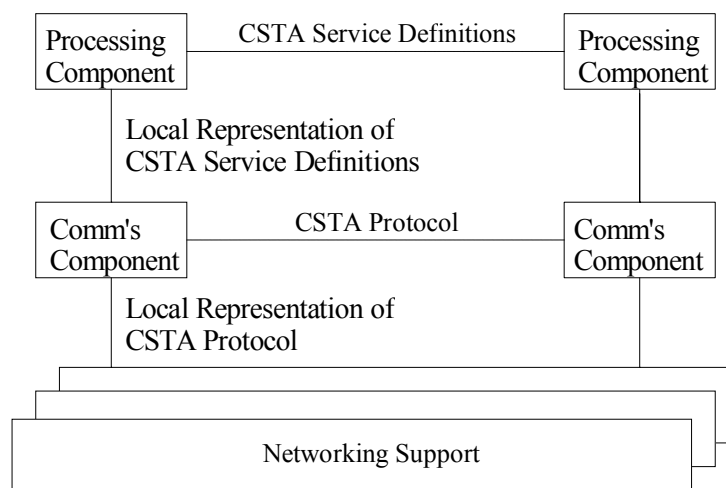 Processing
Component
CSTA Service Definitions
Processing
Component
Local Representation of
CSTA Service Definitions
Comm's
Component
CSTA Protocol
Comm's
Component
Local Representation of
CSTA Protocol
Networking Support